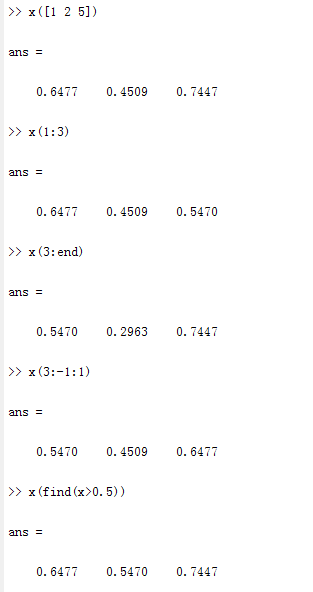 >> x([1 2 5])
ans =
0.6477 0.4509 0.7447
>> x(1:3)
ans =
0.6477 0.4509 0.5470
>> x(3:end)
ans =
0.5470 0.2963 0.7447
>> x(3:-1:1)
ans =
0.5470 0.4509 0.6477
>> x(find(x>0.5))
ans =
0.6477 0.5470 0.7447